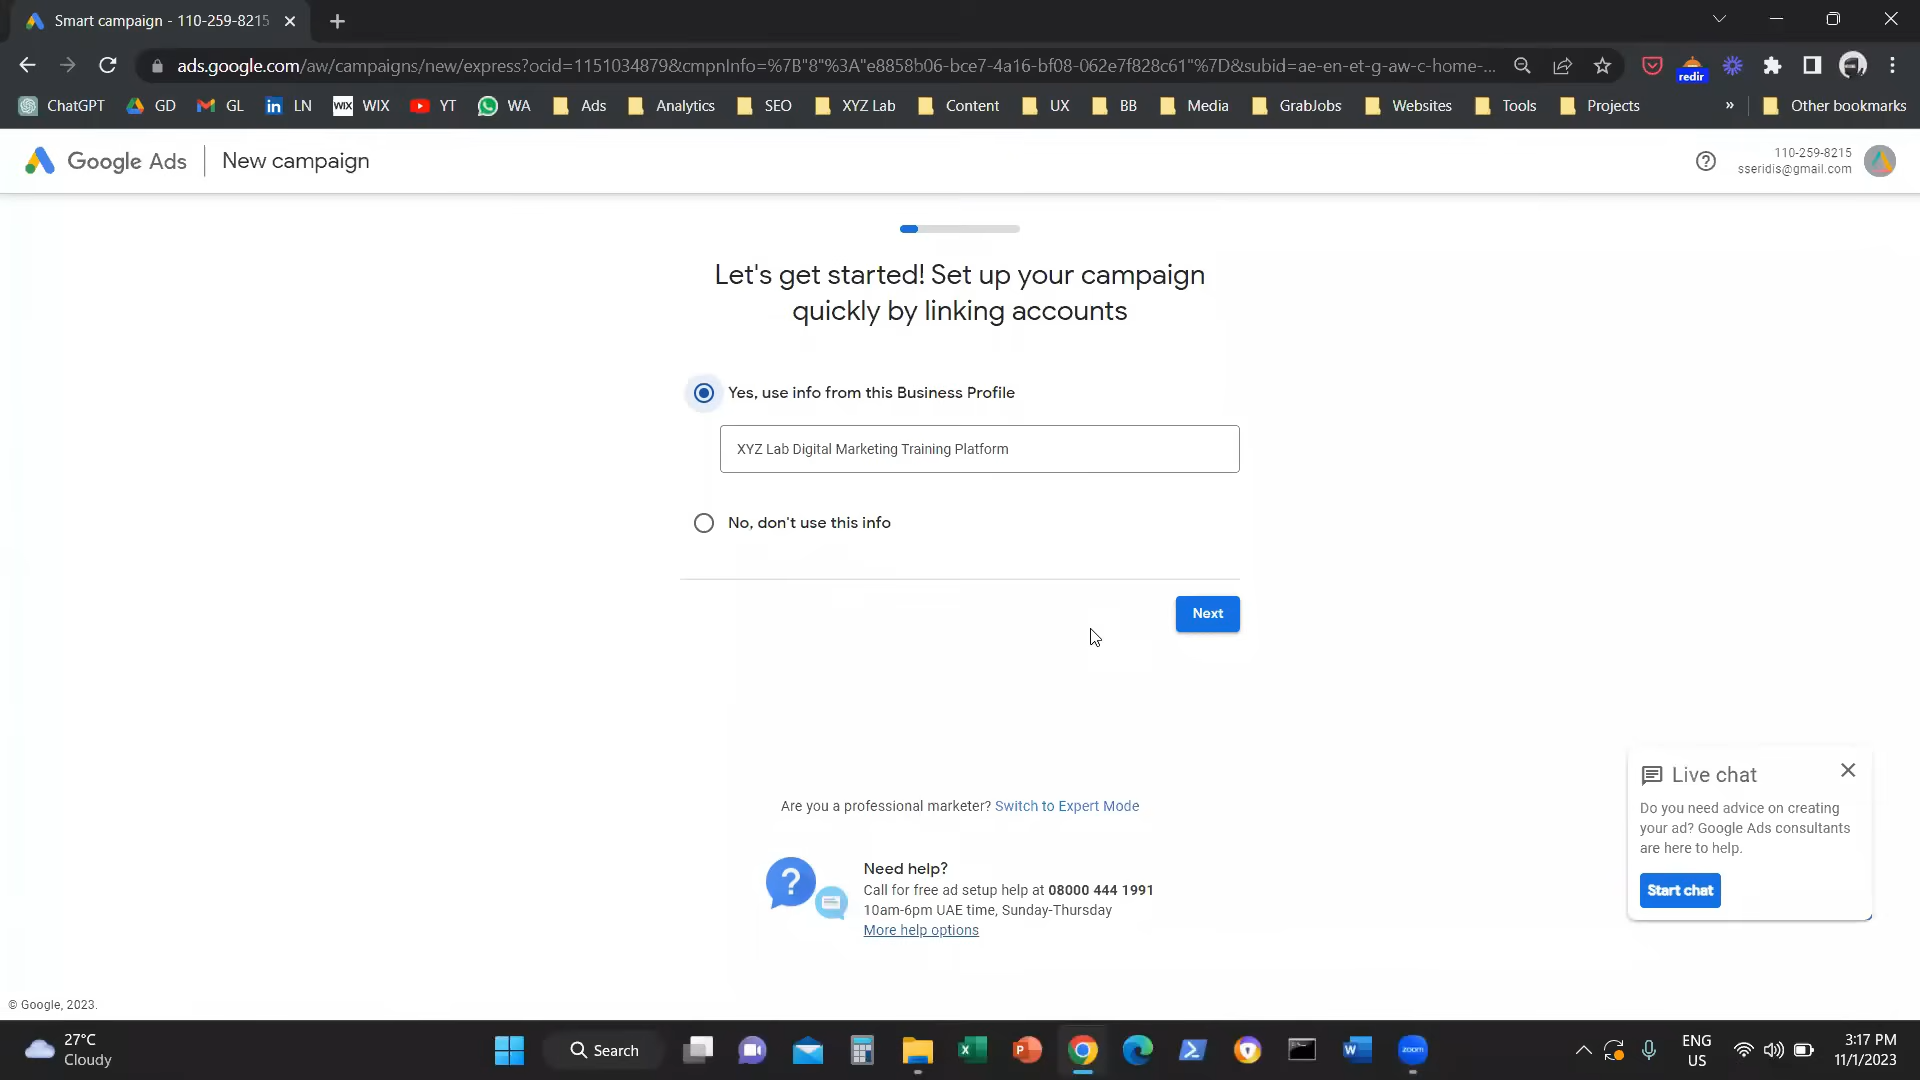 Smart campaign - 110-259-8215
ads.google.com/aw/campaigns/new/express?ocid=1151034879&cmpnInfo=%7B"8"%3A"e8858b06-bce7-4a16-bf08-062e7f828c61"%7D&subid=ae-en-et-g-aw-c-home-...
redir
ChatGPT GD GL LN WIX WIX YT WA Ads Analytics SEO XYZ Lab Content UX BB Media GrabJobs Websites Tools Projects » Other bookmarks
Google Ads New campaign
110-259-8215
sseridis@gmail.com
Let's get started! Set up your campaign
quickly by linking accounts
Yes, use info from this Business Profile
XYZ Lab Digital Marketing Training Platform
No, don't use this info
Next
Live chat
Do you need advice on creating
your ad? Google Ads consultants
are here to help.
Start chat
Are you a professional marketer? Switch to Expert Mode
Need help?
Call for free ad setup help at 08000 444 1991
10am-6pm UAE time, Sunday-Thursday
More help options
© Google, 2023.
27°C
Cloudy
Search
zoom
ENG
US
3:17 PM
11/1/2023